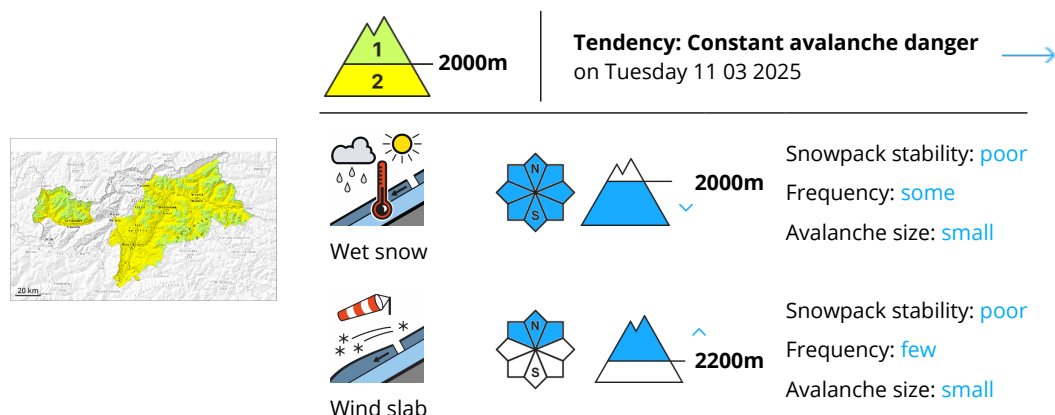 1
2
2000m
Tendency: Constant avalanche danger
on Tuesday 11 03 2025
20 km
Wet snow
N
S
2000m
Snowpack stability: poor
Frequency: some
Avalanche size: small
Wind slab
N
S
2200m
Snowpack stability: poor
Frequency: few
Avalanche size: small